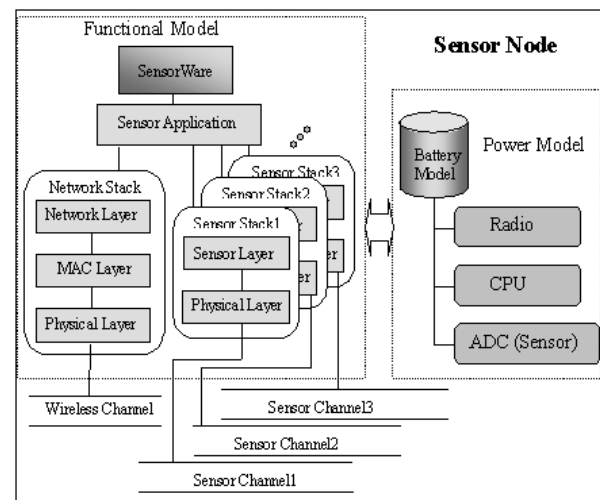 Functional Model
Sensor Node
SensorWare
Sensor Application
Power Model
Battery
Model
Radio
CPU
ADC (Sensor)
Network Stack
Network Layer
MAC Layer
Physical Layer
Sensor Stack3
Sensor Stack2
Sensor Stack1
Sensor Layer
Physical Layer
er
er
Wireless Channel
Sensor Channel3
Sensor Channel2
Sensor Channel1